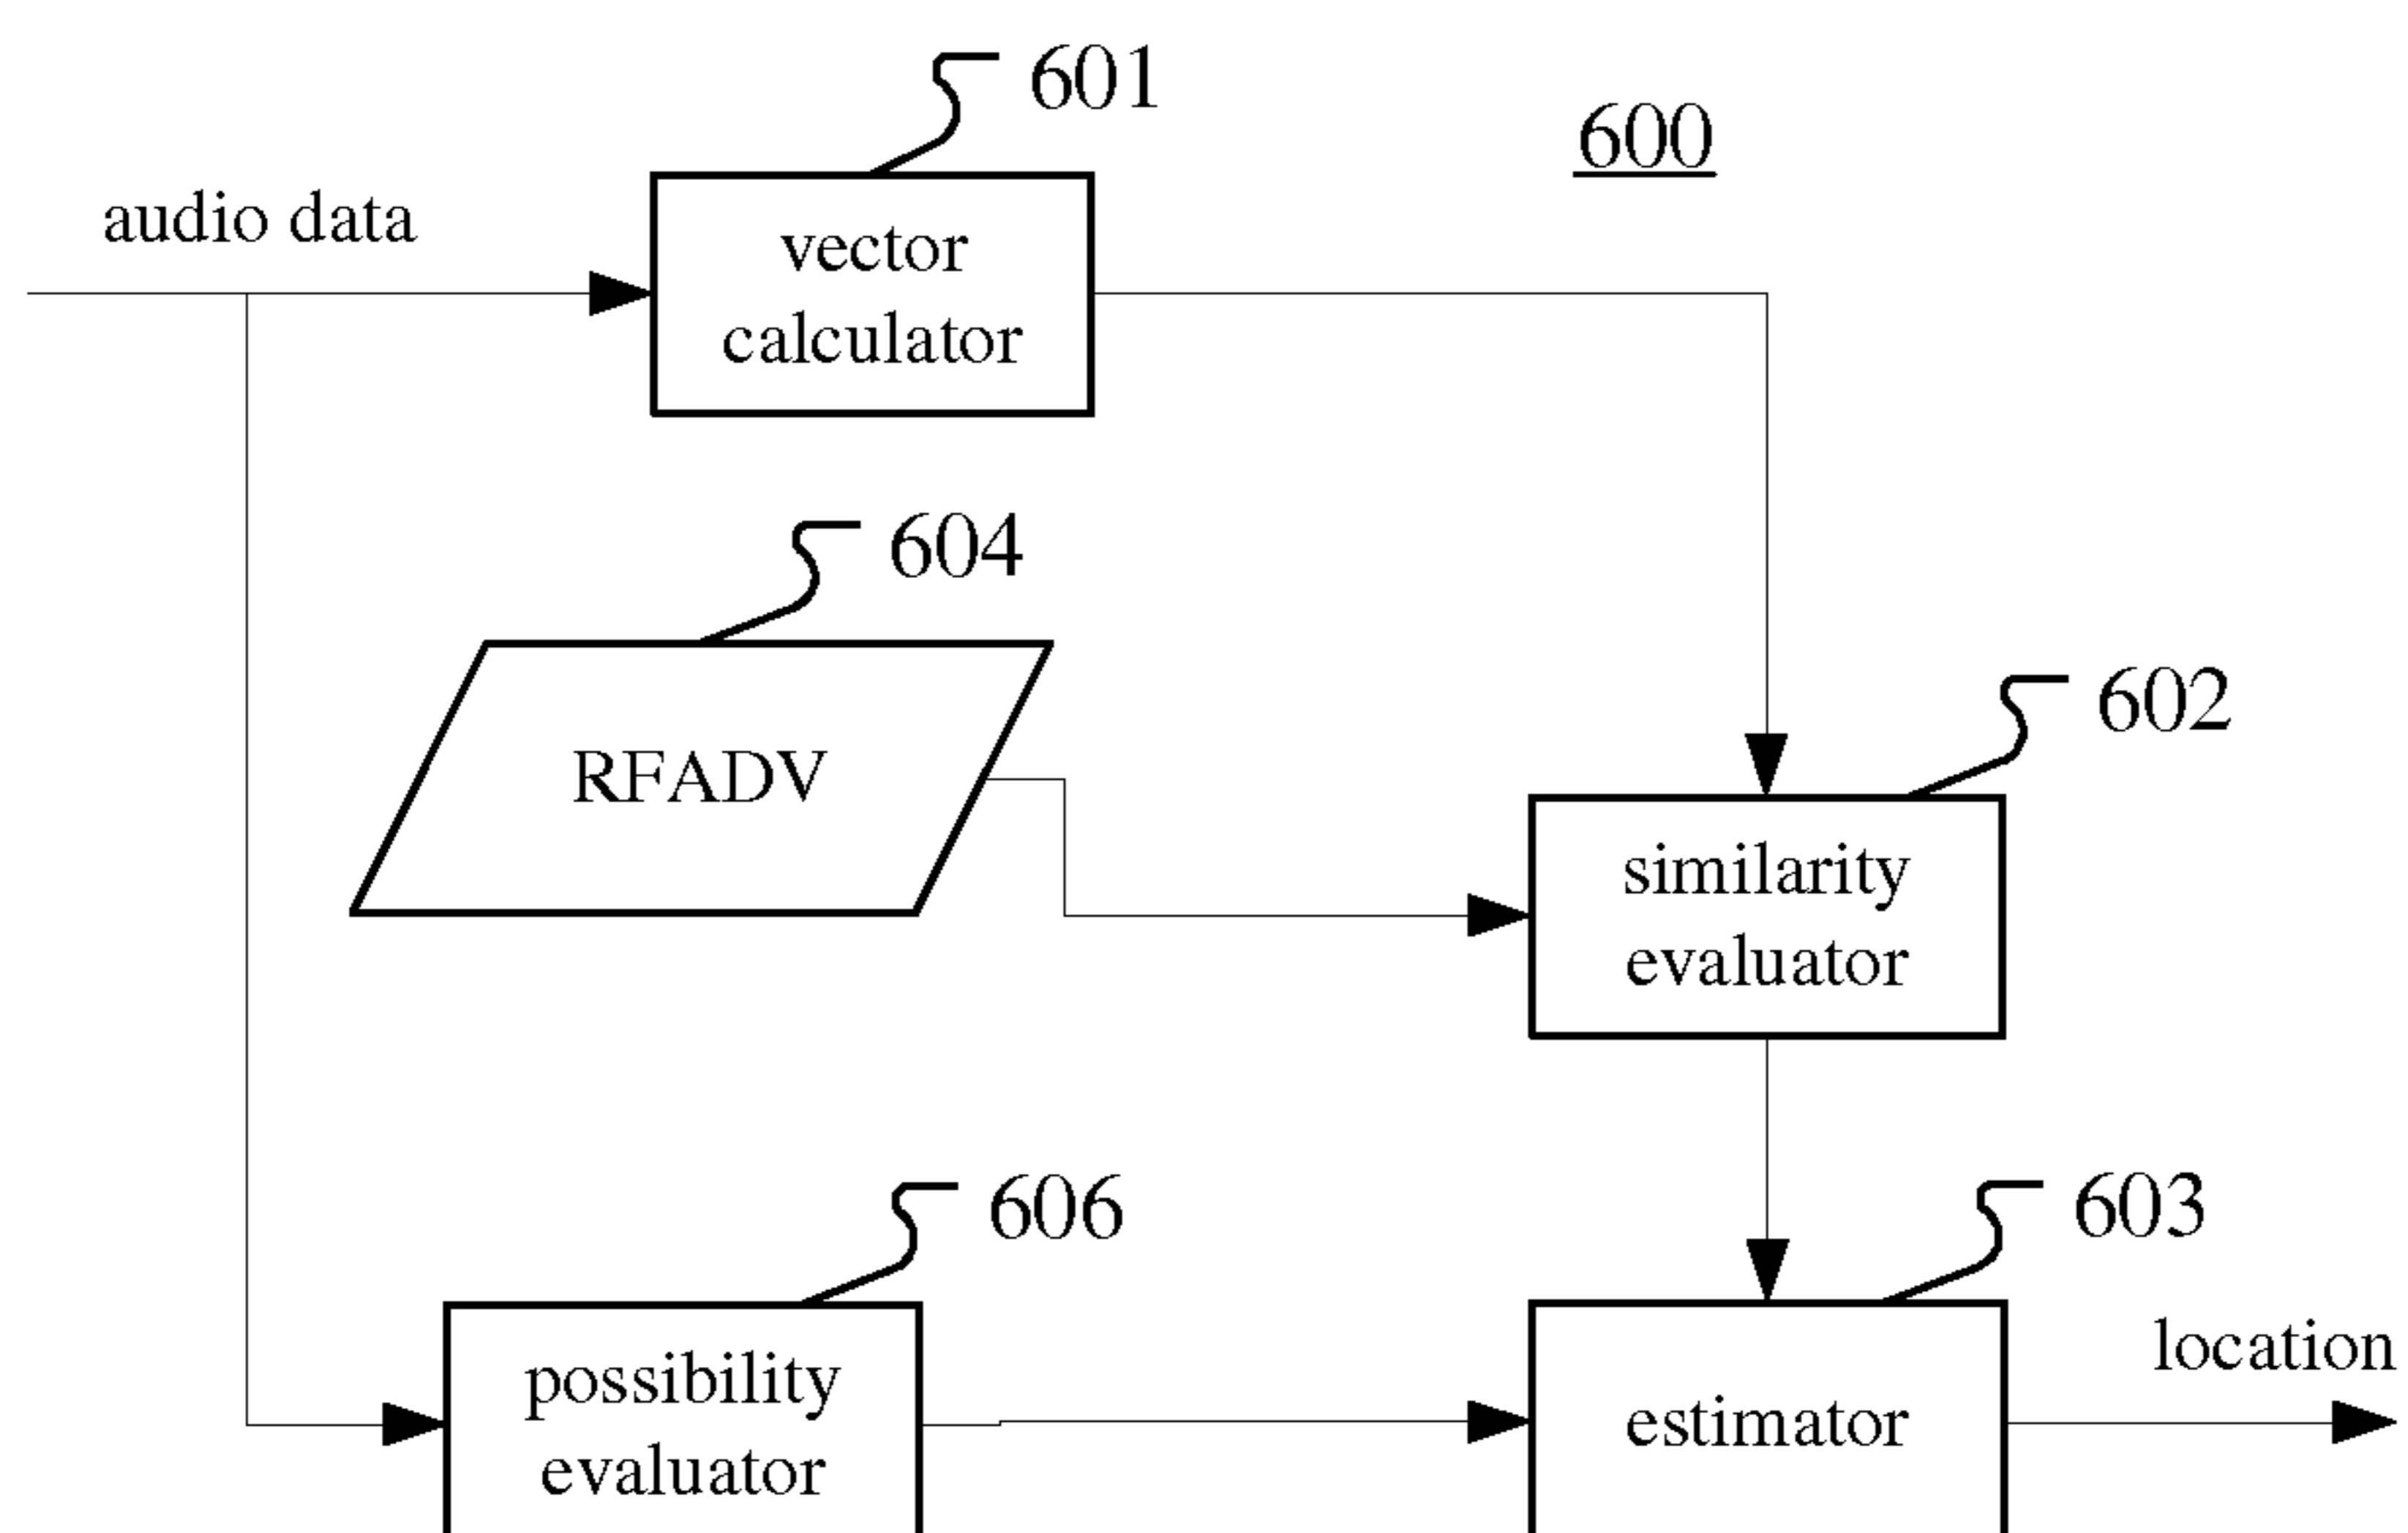 601
600
audio data
vector
calculator
604
RFADV
602
similarity
evaluator
606
603
possibility
evaluator
estimator
location